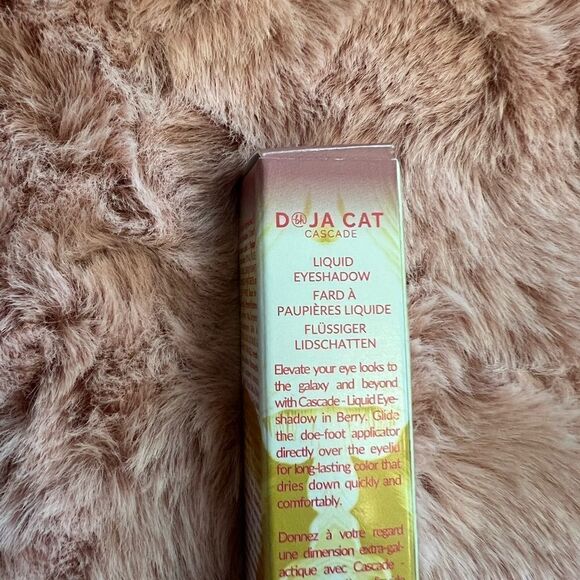 DOJA CAT
CASCADE
LIQUID
EYESHADOW
FARD À
PAUPIÈRES LIQUIDE
FLÜSSIGER
LIDSCHATTEN
Elevate your eye looks to
the galaxy and beyond
with Cascade - Liquid Eye-
shadow in Berry. Glide
the doe-foot applicator
directly over the eyelid
for long-lasting color that
dries down quickly and
comfortably.
Donnez à votre regard
une dimension extra-gal-
actique avec Cascade -